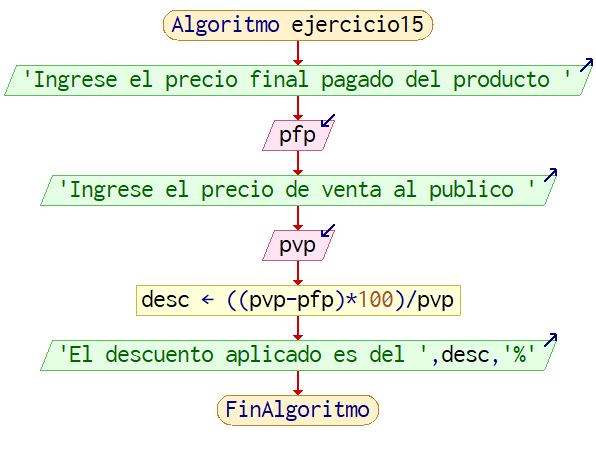 Algoritmo ejercicio15
'Ingrese el precio final pagado del producto '
pfp
'Ingrese el precio de venta al publico '
pvp
desc ← ((pvp-pfp)*100)/pvp
'El descuento aplicado es del ',desc,'%'
FinAlgoritmo